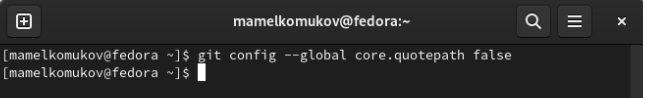 mamelkomukov@fedora:~
[mamelkomukov@fedora ~]$ git config --global core.quotepath false
[mamelkomukov@fedora ~]$